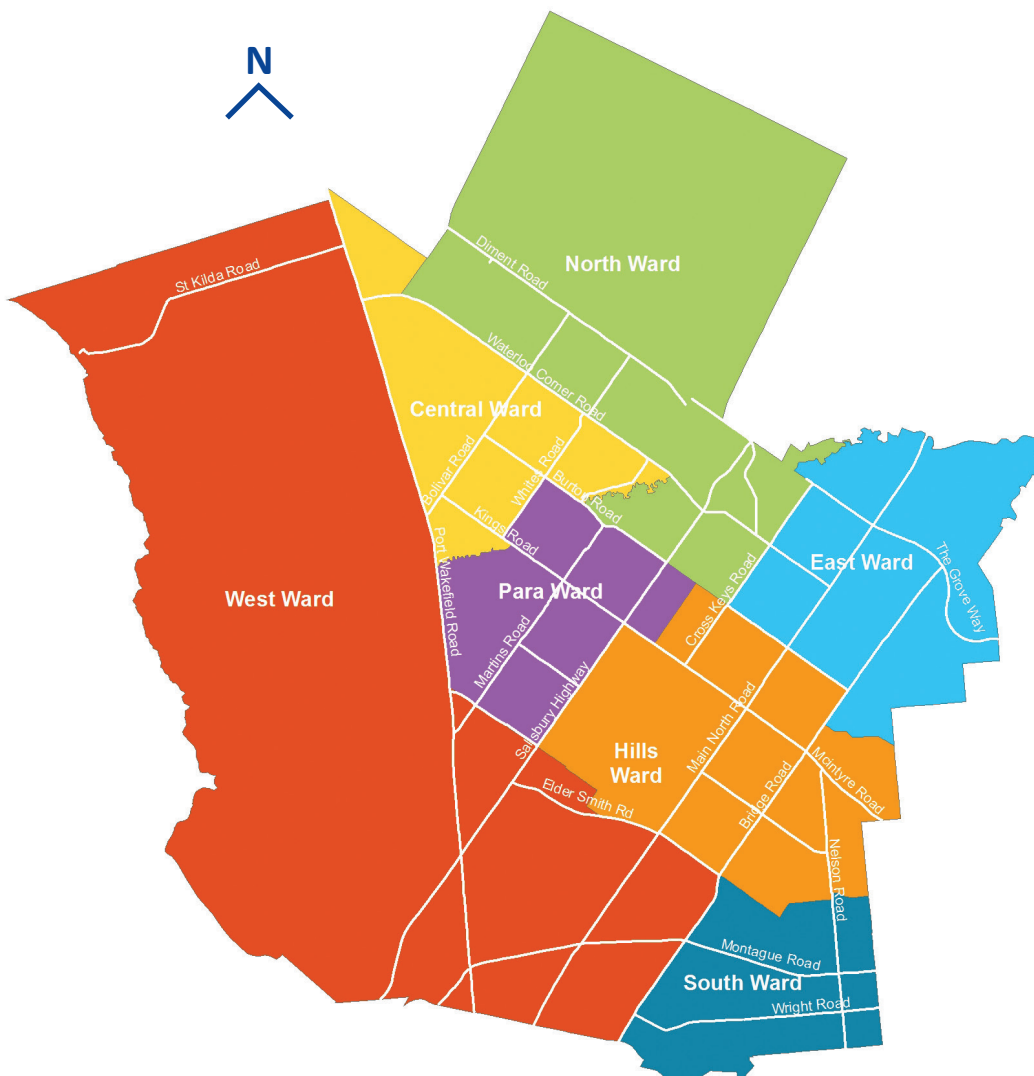 N
North Ward
Diment Road
St Kilda Road
Waterloo Corner Road
Central Ward
Bolivar Road
Whites Road
Burton Road
Kings Road
Port Wakefield Road
East Ward
The Grove Way
Para Ward
West Ward
Cross Keys Road
Martins Road
Salisbury Highway
Main North Road
Hills
Ward
Mcintyre Road
Bridge Road
Elder Smith Rd
Nelson Road
Montague Road
South Ward
Wright Road